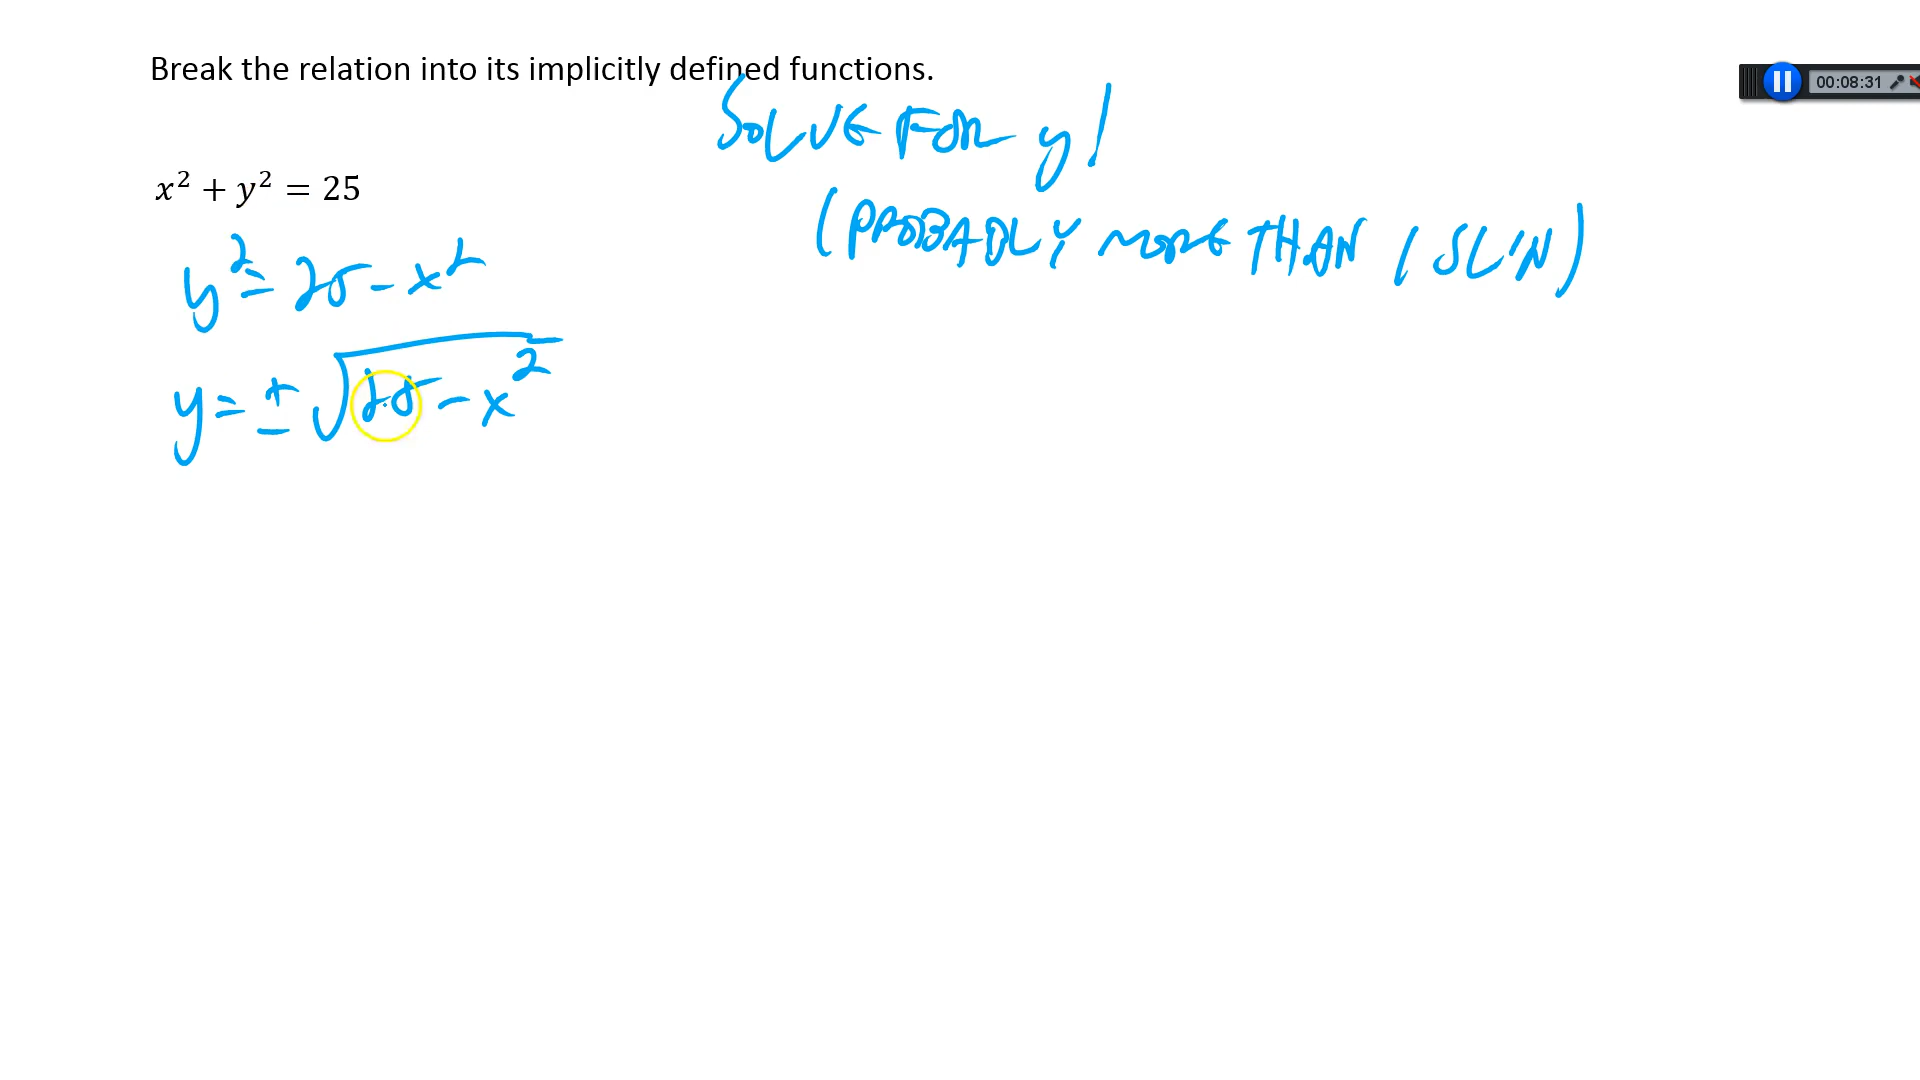 Break the relation into its implicitly defined functions.
SOLVE FOR y!
00:08:31
x² + y² = 25
(PROBABLY MORE THAN 1 SL'N)
y² = 25 - x²
y = ± √25 - x²